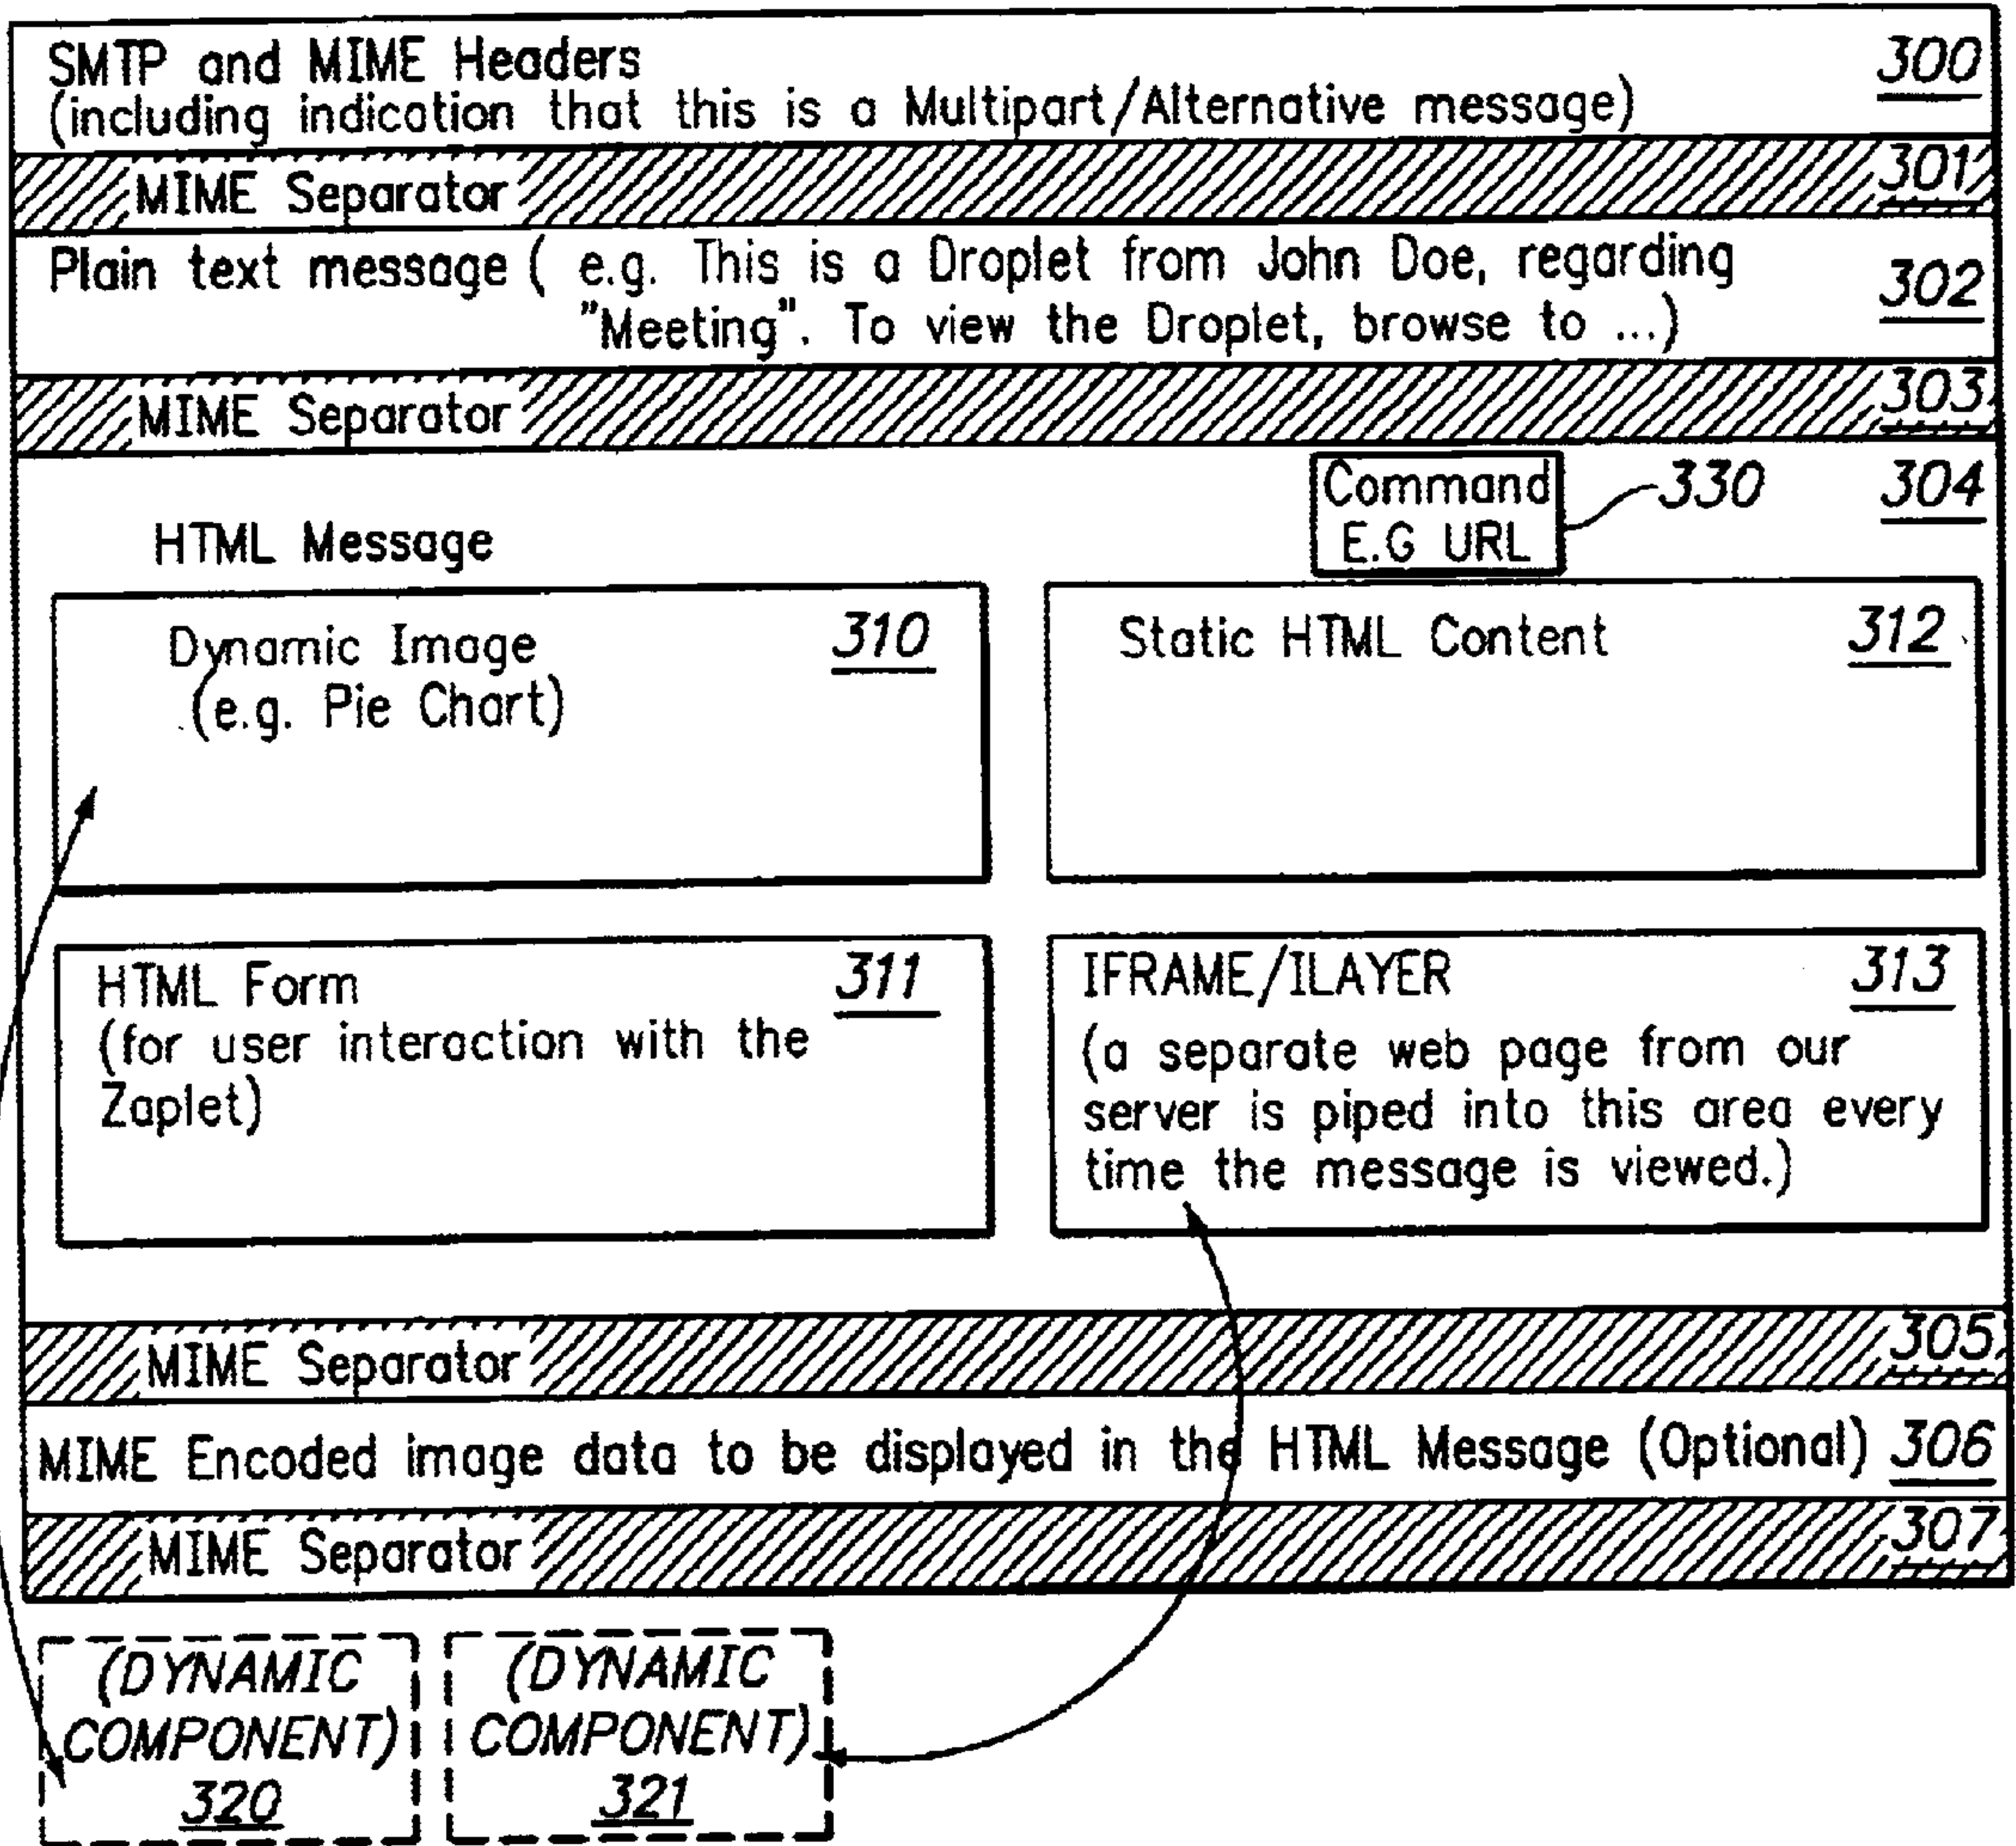 SMTP and MIME Headers 300
(including indication that this is a Multipart/Alternative message)
MIME Separator 301
Plain text message ( e.g. This is a Droplet from John Doe, regarding
"Meeting". To view the Droplet, browse to ...) 302
MIME Separator 303
Command 330 304
E.G URL
HTML Message
Dynamic Image 310
(e.g. Pie Chart)
Static HTML Content 312
HTML Form 311
(for user interaction with the
Zaplet)
IFRAME/ILAYER 313
(a separate web page from our
server is piped into this area every
time the message is viewed.)
MIME Separator 305
MIME Encoded image data to be displayed in the HTML Message (Optional) 306
MIME Separator 307
(DYNAMIC
COMPONENT)
320
(DYNAMIC
COMPONENT)
321